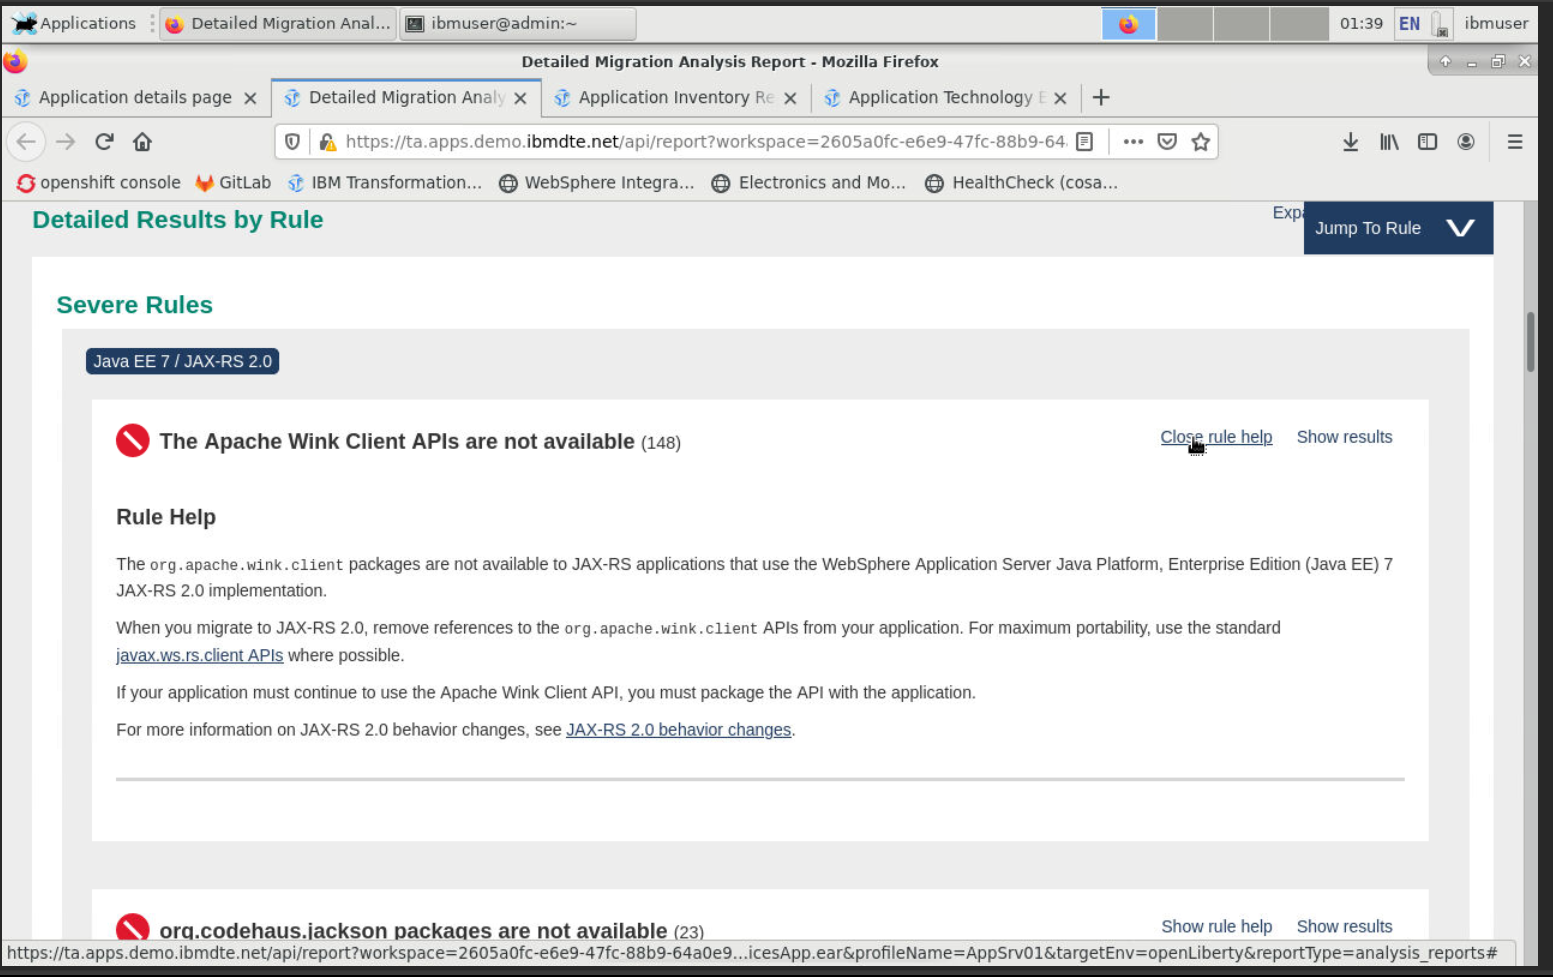 Applications
Detailed Migration Anal...
ibmuser@admin:~
01:39
EN
ibmuser
Detailed Migration Analysis Report - Mozilla Firefox
Application details page
Detailed Migration Analy
Application Inventory Re
Application Technology E
https://ta.apps.demo.ibmdte.net/api/report?workspace=2605a0fc-e6e9-47fc-88b9-64
openshift console
GitLab
IBM Transformation...
WebSphere Integra...
Electronics and Mo...
HealthCheck (cosa...
Detailed Results by Rule
Expa
Jump To Rule
Severe Rules
Java EE 7 / JAX-RS 2.0
The Apache Wink Client APIs are not available (148)
Close rule help
Show results
Rule Help
The org.apache.wink.client packages are not available to JAX-RS applications that use the WebSphere Application Server Java Platform, Enterprise Edition (Java EE) 7
JAX-RS 2.0 implementation.
When you migrate to JAX-RS 2.0, remove references to the org.apache.wink.client APIs from your application. For maximum portability, use the standard
javax.ws.rs.client APIs where possible.
If your application must continue to use the Apache Wink Client API, you must package the API with the application.
For more information on JAX-RS 2.0 behavior changes, see JAX-RS 2.0 behavior changes.
org.codehaus.jackson packages are not available (23)
Show rule help
Show results
https://ta.apps.demo.ibmdte.net/api/report?workspace=2605a0fc-e6e9-47fc-88b9-64a0e9...icesApp.ear&profileName=AppSrv01&targetEnv=openLiberty&reportType=analysis_reports#